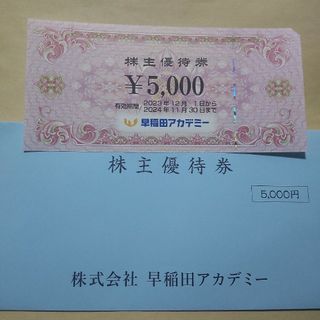 株主優待券
¥5,000
有効期間 2023年12月 1日から
2024年11月30日まで
早稲田アカデミー
株主優待券
5,000円
株式会社 早稲田アカデミー